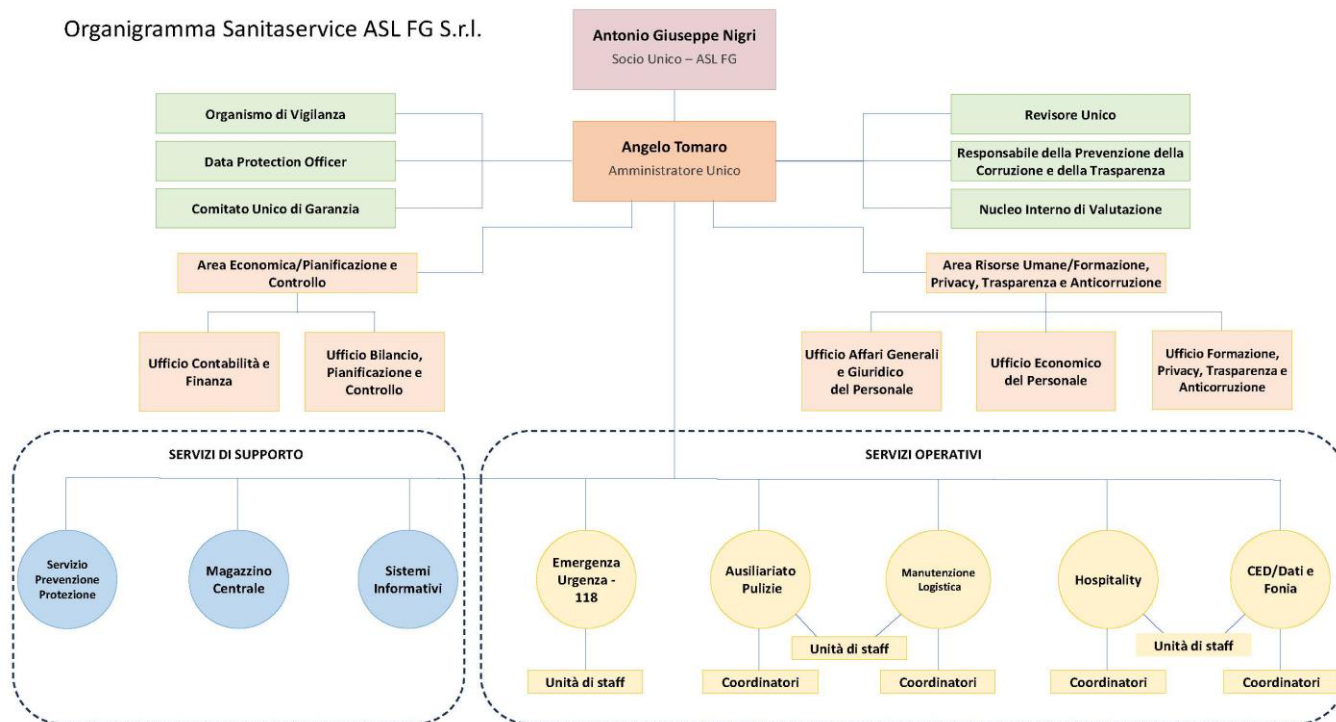 Organigramma Sanitaservice ASL FG S.r.l.
Antonio Giuseppe Nigri
Socio Unico – ASL FG
Angelo Tomaro
Amministratore Unico
Organismo di Vigilanza
Data Protection Officer
Comitato Unico di Garanzia
Revisore Unico
Responsabile della Prevenzione della
Corruzione e della Trasparenza
Nucleo Interno di Valutazione
Area Economica/Pianificazione e
Controllo
Area Risorse Umane/Formazione,
Privacy, Trasparenza e Anticorruzione
Ufficio Contabilità e
Finanza
Ufficio Bilancio,
Pianificazione e
Controllo
Ufficio Affari Generali
e Giuridico
del Personale
Ufficio Economico
del Personale
Ufficio Formazione,
Privacy, Trasparenza e
Anticorruzione
SERVIZI DI SUPPORTO
Servizio
Prevenzione
Protezione
Magazzino
Centrale
Sistemi
Informativi
SERVIZI OPERATIVI
Emergenza
Urgenza -
118
Ausiliariato
Pulizie
Manutenzione
Logistica
Hospitality
CED/Dati e
Fonia
Unità di staff
Unità di staff
Unità di staff
Coordinatori
Coordinatori
Coordinatori
Coordinatori